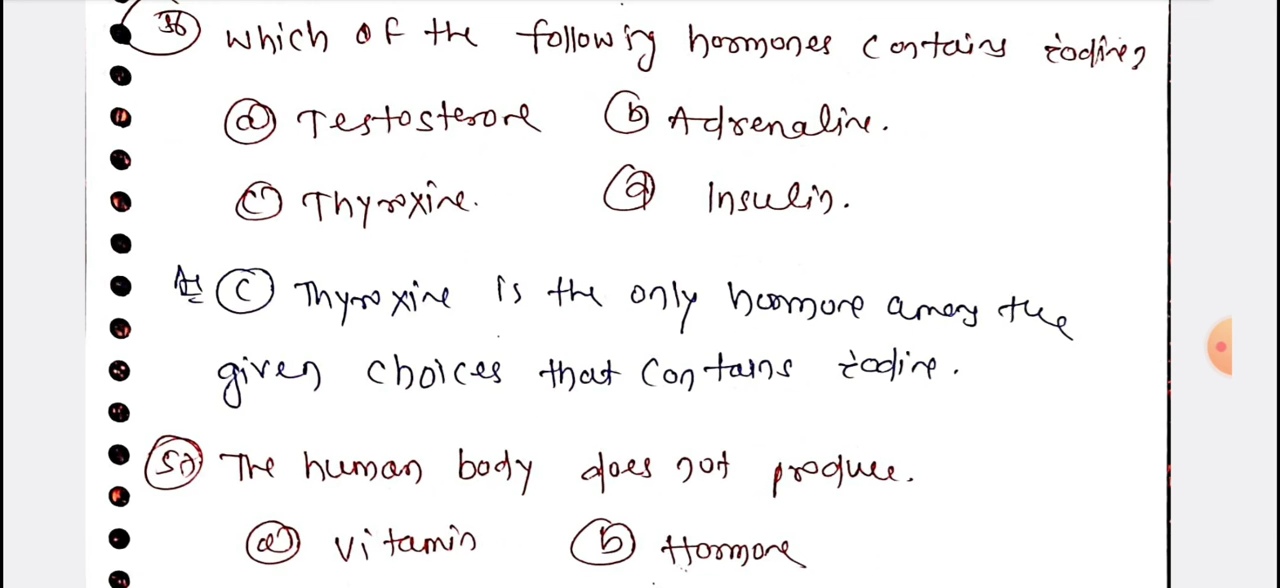 56 Which of the following hormones contains iodine?
a Testosterone b Adrenaline.
c Thyroxine. d Insulin.
c Thyroxine is the only hormone among the
given choices that contains iodine.
57 The human body does not produce.
a Vitamin b Hormone